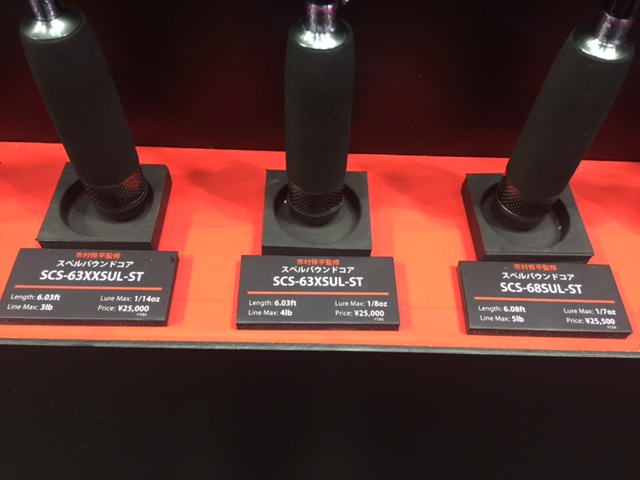 市村修平監修
スペルバウンドコア
SCS-63XXSUL-ST
Length: 6.03ft Lure Max: 1/14oz
Line Max: 3lb Price: ¥25,000
+TAX
市村修平監修
スペルバウンドコア
SCS-63XSUL-ST
Length: 6.03ft Lure Max: 1/8oz
Line Max: 4lb Price: ¥25,000
+TAX
市村修平監修
スペルバウンドコア
SCS-68SUL-ST
Length: 6.08ft Lure Max: 1/7oz
Line Max: 5lb Price: ¥25,500
+TAX